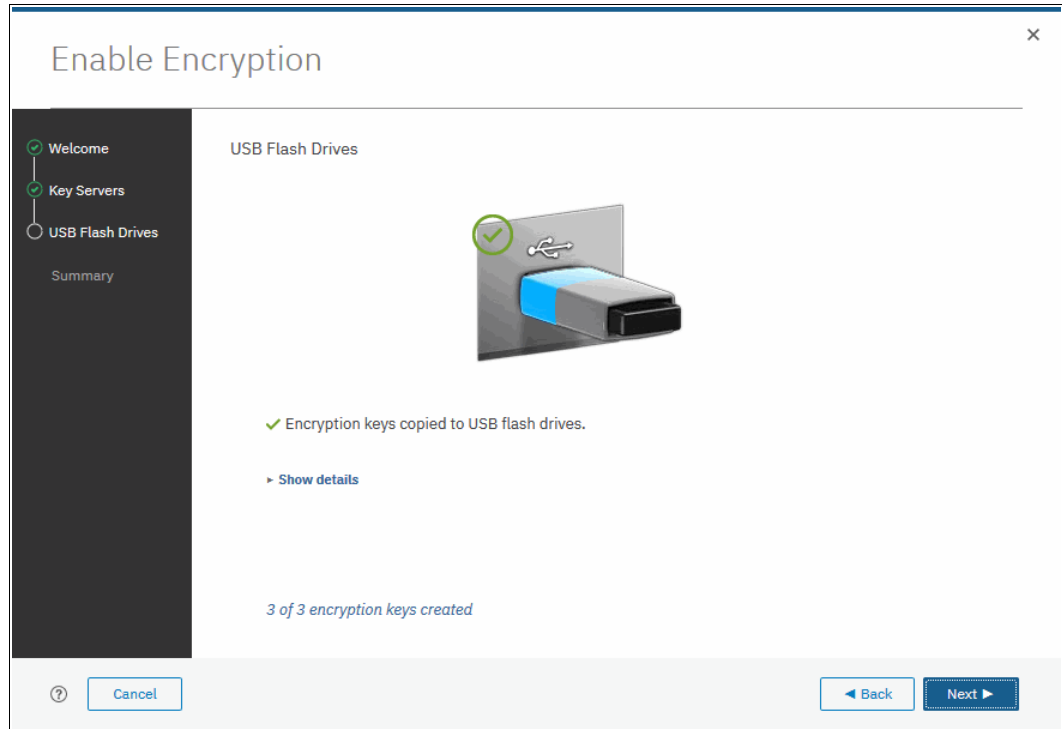 Enable Encryption
Welcome
Key Servers
USB Flash Drives
Summary
USB Flash Drives
Encryption keys copied to USB flash drives.
Show details
3 of 3 encryption keys created
Cancel
Back
Next